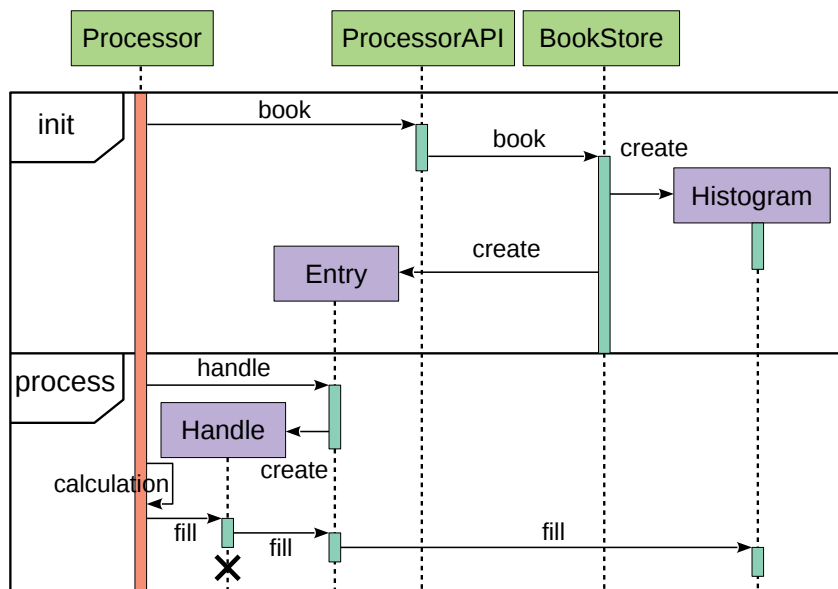 Processor
ProcessorAPI
BookStore
init
book
book
create
Histogram
create
Entry
process
handle
Handle
create
calculation
fill
fill
fill